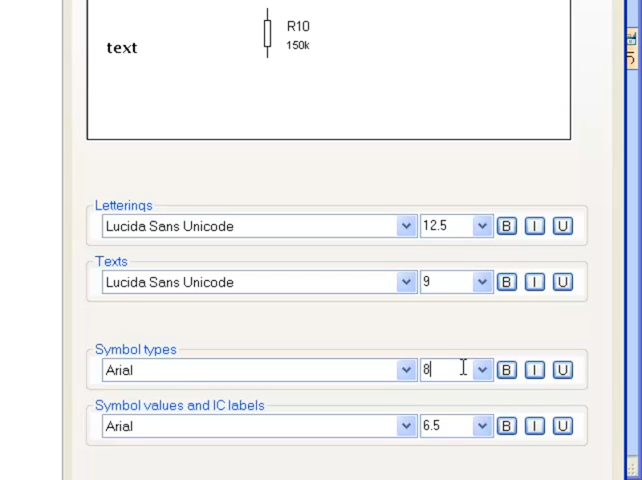 R10
text
150k
Letterings
Lucida Sans Unicode 12.5 B I U
Texts
Lucida Sans Unicode 9 B I U
Symbol types
Arial 8 B I U
Symbol values and IC labels
Arial 6.5 B I U